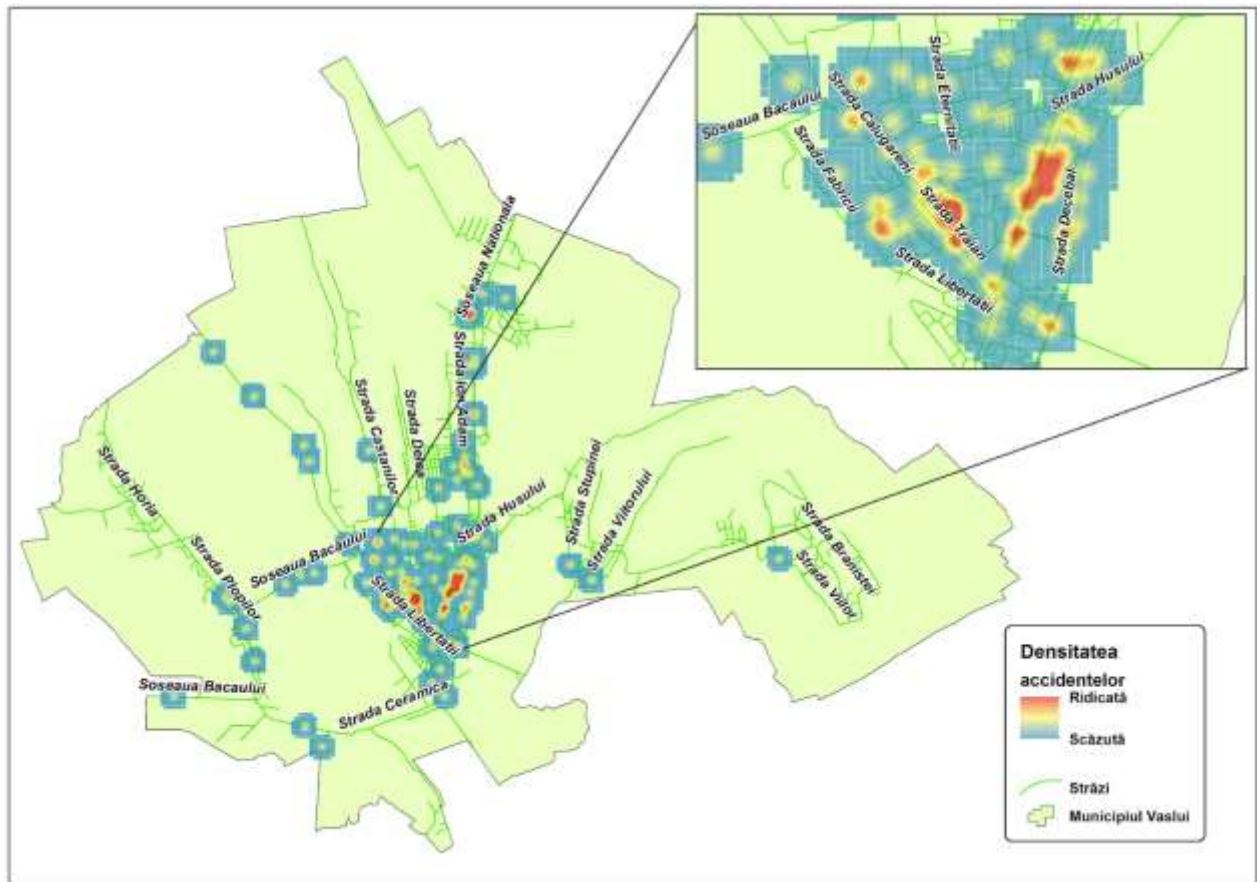 Strada Husului
Strada Eternitatii
Soseaua Bacaului
Strada Calugareni
Strada Fabricii
Strada Traian
Strada Decebal
Strada Libertatii
Soseaua Nationala
Strada Ion Adam
Strada Castanilor
Strada Delea
Strada Husului
Strada Stupinei
Strada Viitorului
Strada Horia
Strada Plopilor
Soseaua Bacaului
Strada Libertatii
Strada Branistei
Strada Viilor
Soseaua Bacaului
Strada Ceramica
Densitatea
accidentelor
Ridicată
Scăzută
Străzi
Municipiul Vaslui